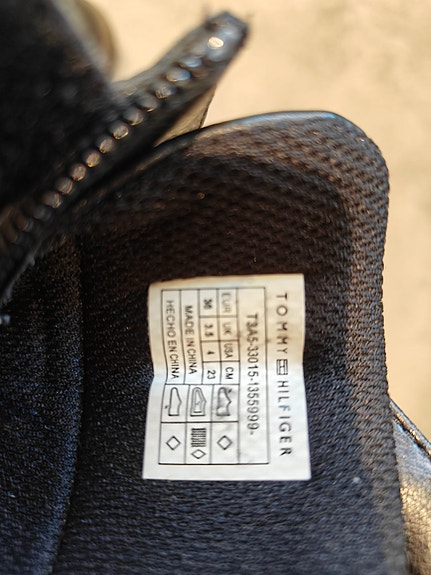 TOMMY HILFIGER
T3A5-33015-1355999-
EUR UK USA CM
36 3.5 4 23
MADE IN CHINA
HECHO EN CHINA